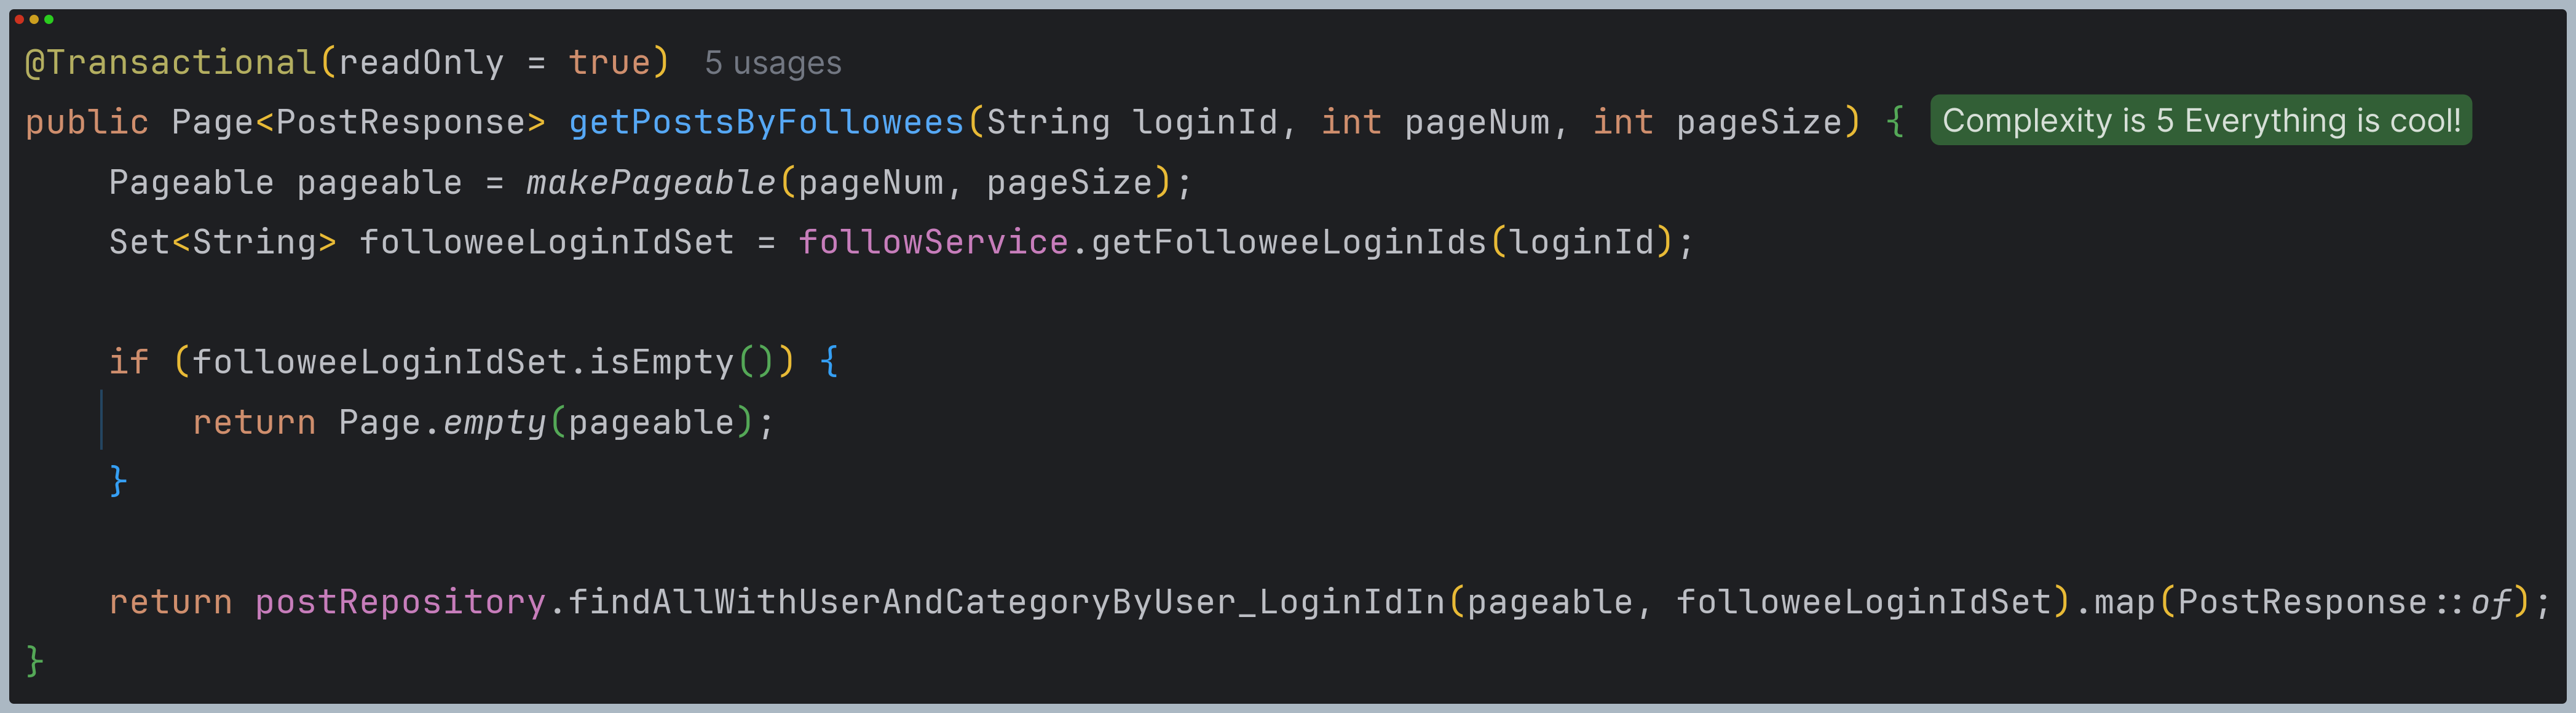 @Transactional(readOnly = true) 5 usages
public Page<PostResponse> getPostsByFollowees(String loginId, int pageNum, int pageSize) { Complexity is 5 Everything is cool!
    Pageable pageable = makePageable(pageNum, pageSize);
    Set<String> followeeLoginIdSet = followService.getFolloweeLoginIds(loginId);
    if (followeeLoginIdSet.isEmpty()) {
        return Page.empty(pageable);
    }
    return postRepository.findAllWithUserAndCategoryByUser_LoginIdIn(pageable, followeeLoginIdSet).map(PostResponse::of);
}